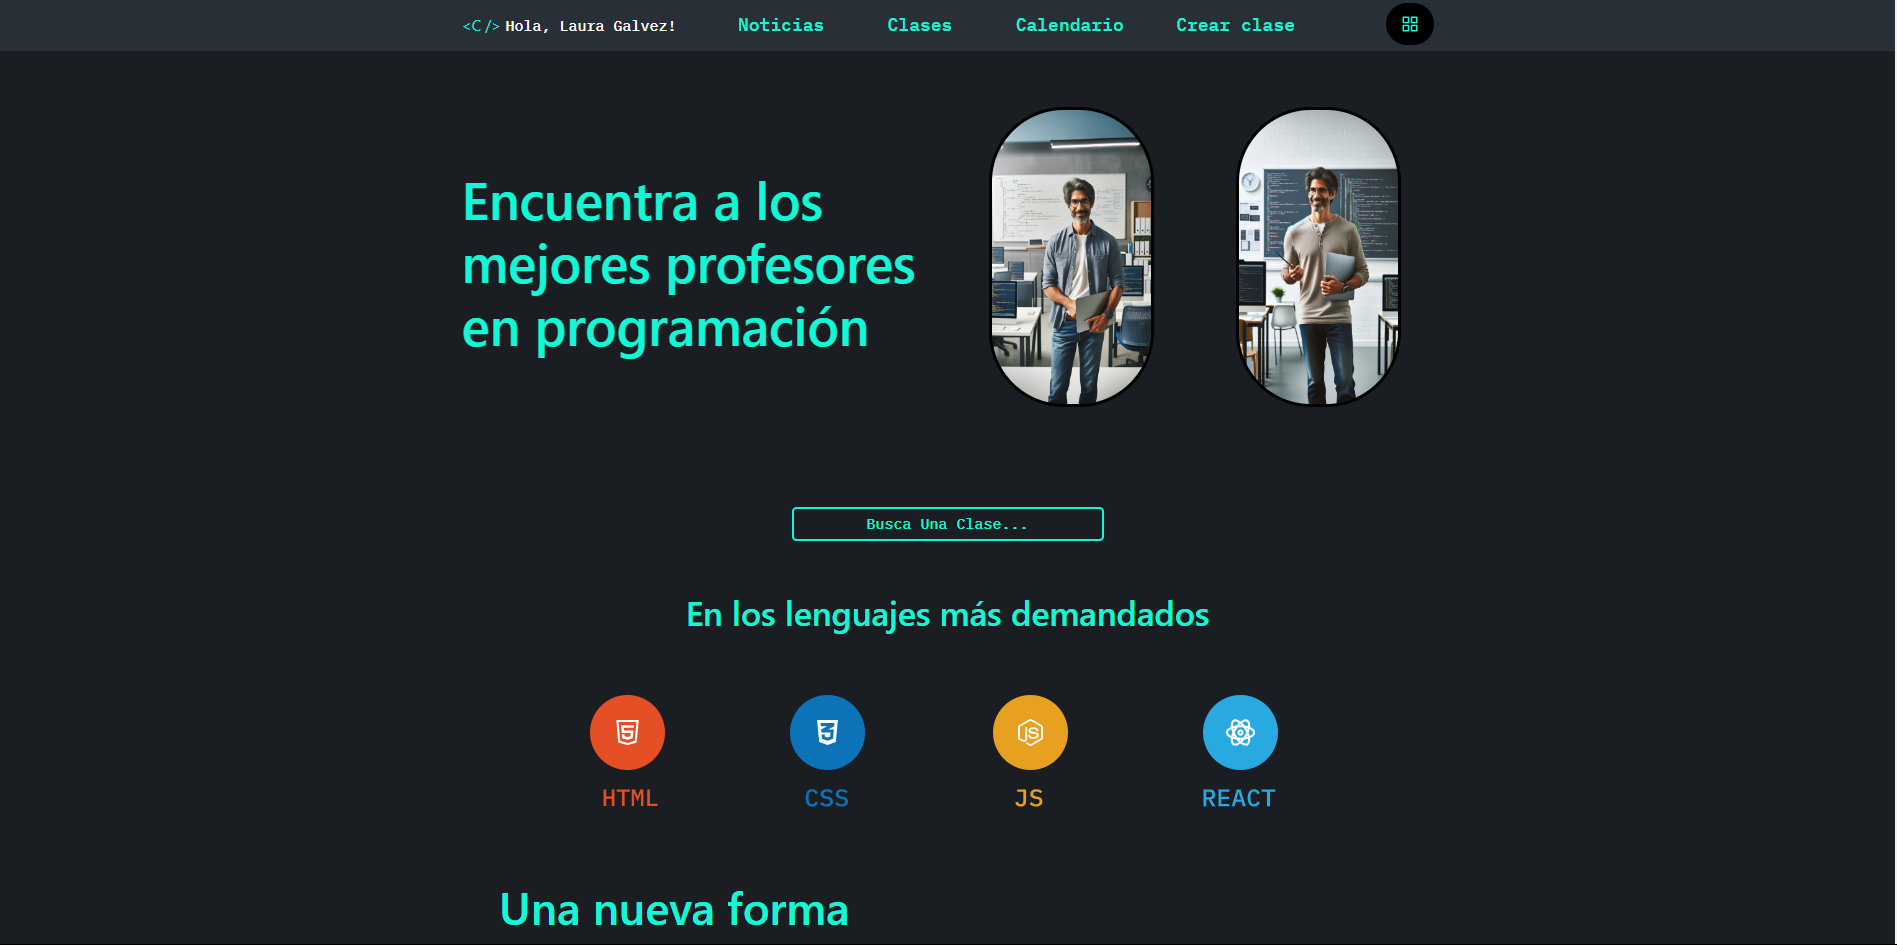 <C/> Hola, Laura Galvez! Noticias Clases Calendario Crear clase
Encuentra a los
mejores profesores
en programación
Busca Una Clase...
En los lenguajes más demandados
HTML CSS JS REACT
Una nueva forma